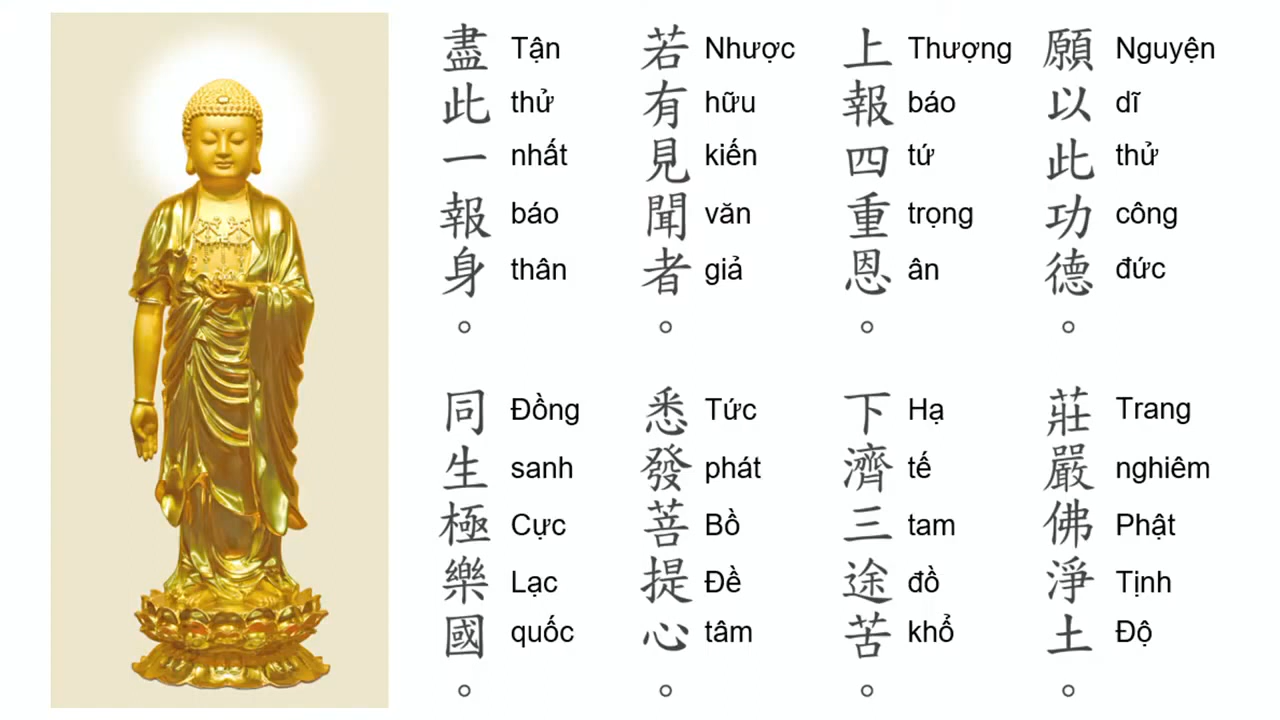 願以此功德。
Nguyện dĩ thử công đức
莊嚴佛淨土。
Trang nghiêm Phật Tịnh Độ
上報四重恩。
Thượng báo tứ trọng ân
下濟三途苦。
Hạ tế tam đồ khổ
若有見聞者。
Nhược hữu kiến văn giả
悉發菩提心。
Tức phát Bồ Đề tâm
盡此一報身。
Tận thử nhất báo thân
同生極樂國。
Đồng sanh Cực Lạc quốc